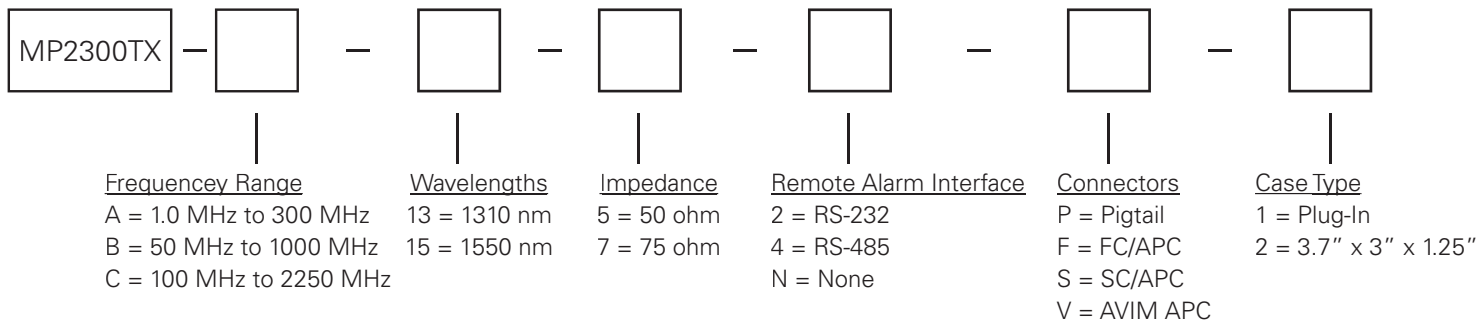 MP2300TX – – – – – –
Frequencey Range Wavelengths Impedance Remote Alarm Interface Connectors Case Type
A = 1.0 MHz to 300 MHz 13 = 1310 nm 5 = 50 ohm 2 = RS-232 P = Pigtail 1 = Plug-In
B = 50 MHz to 1000 MHz 15 = 1550 nm 7 = 75 ohm 4 = RS-485 F = FC/APC 2 = 3.7” x 3” x 1.25”
C = 100 MHz to 2250 MHz N = None S = SC/APC
V = AVIM APC